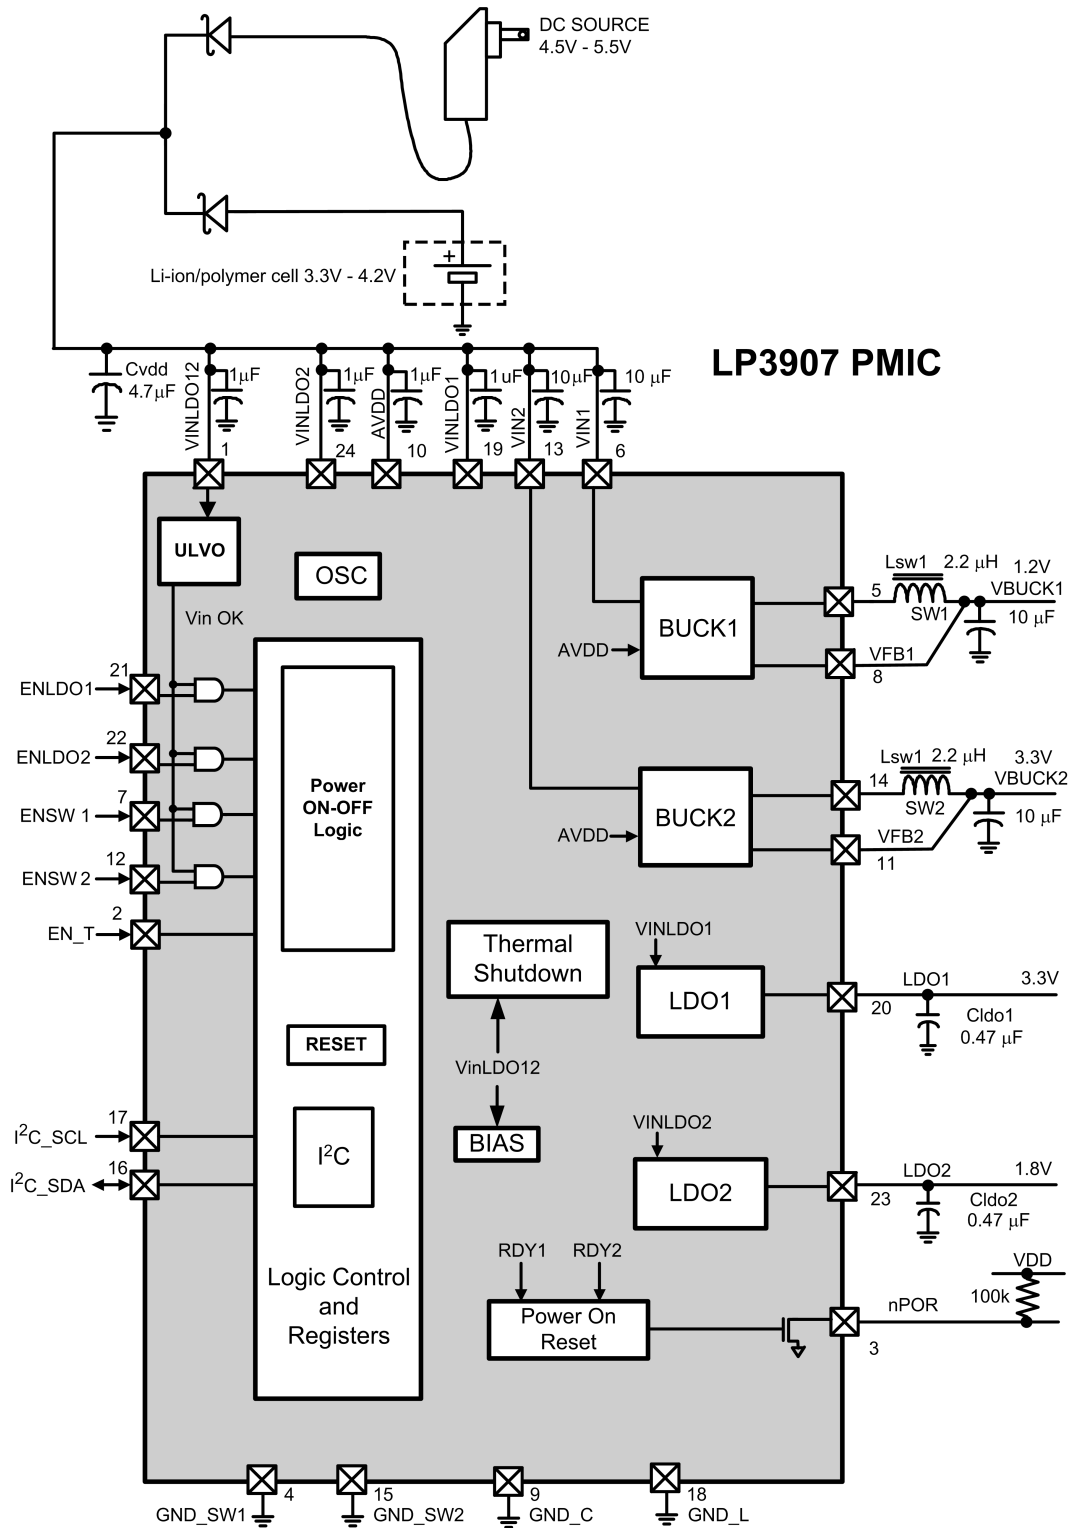 DC SOURCE
4.5V - 5.5V
Li-ion/polymer cell 3.3V - 4.2V
+
LP3907 PMIC
Cvdd
4.7µF
VINLDO12
1µF
VINLDO2
1µF
AVDD
1µF
VINLDO1
1uF
VIN2
10µF
VIN1
10 µF
1
24
10
19
13
6
ULVO
OSC
Vin OK
Power
ON-OFF
Logic
21
ENLDO1
22
ENLDO2
7
ENSW 1
12
ENSW 2
2
EN_T
BUCK1
AVDD
5
Lsw1 2.2 µH
SW1
1.2V
VBUCK1
10 µF
VFB1
8
BUCK2
AVDD
14
Lsw1 2.2 µH
SW2
3.3V
VBUCK2
10 µF
VFB2
11
Thermal
Shutdown
VinLDO12
BIAS
VINLDO1
LDO1
LDO1
3.3V
20
Cldo1
0.47 µF
RESET
17
I²C_SCL
16
I²C_SDA
I²C
VINLDO2
LDO2
LDO2
1.8V
23
Cldo2
0.47 µF
Logic Control
and
Registers
RDY1
RDY2
Power On
Reset
VDD
100k
nPOR
3
4
GND_SW1
15
GND_SW2
9
GND_C
18
GND_L